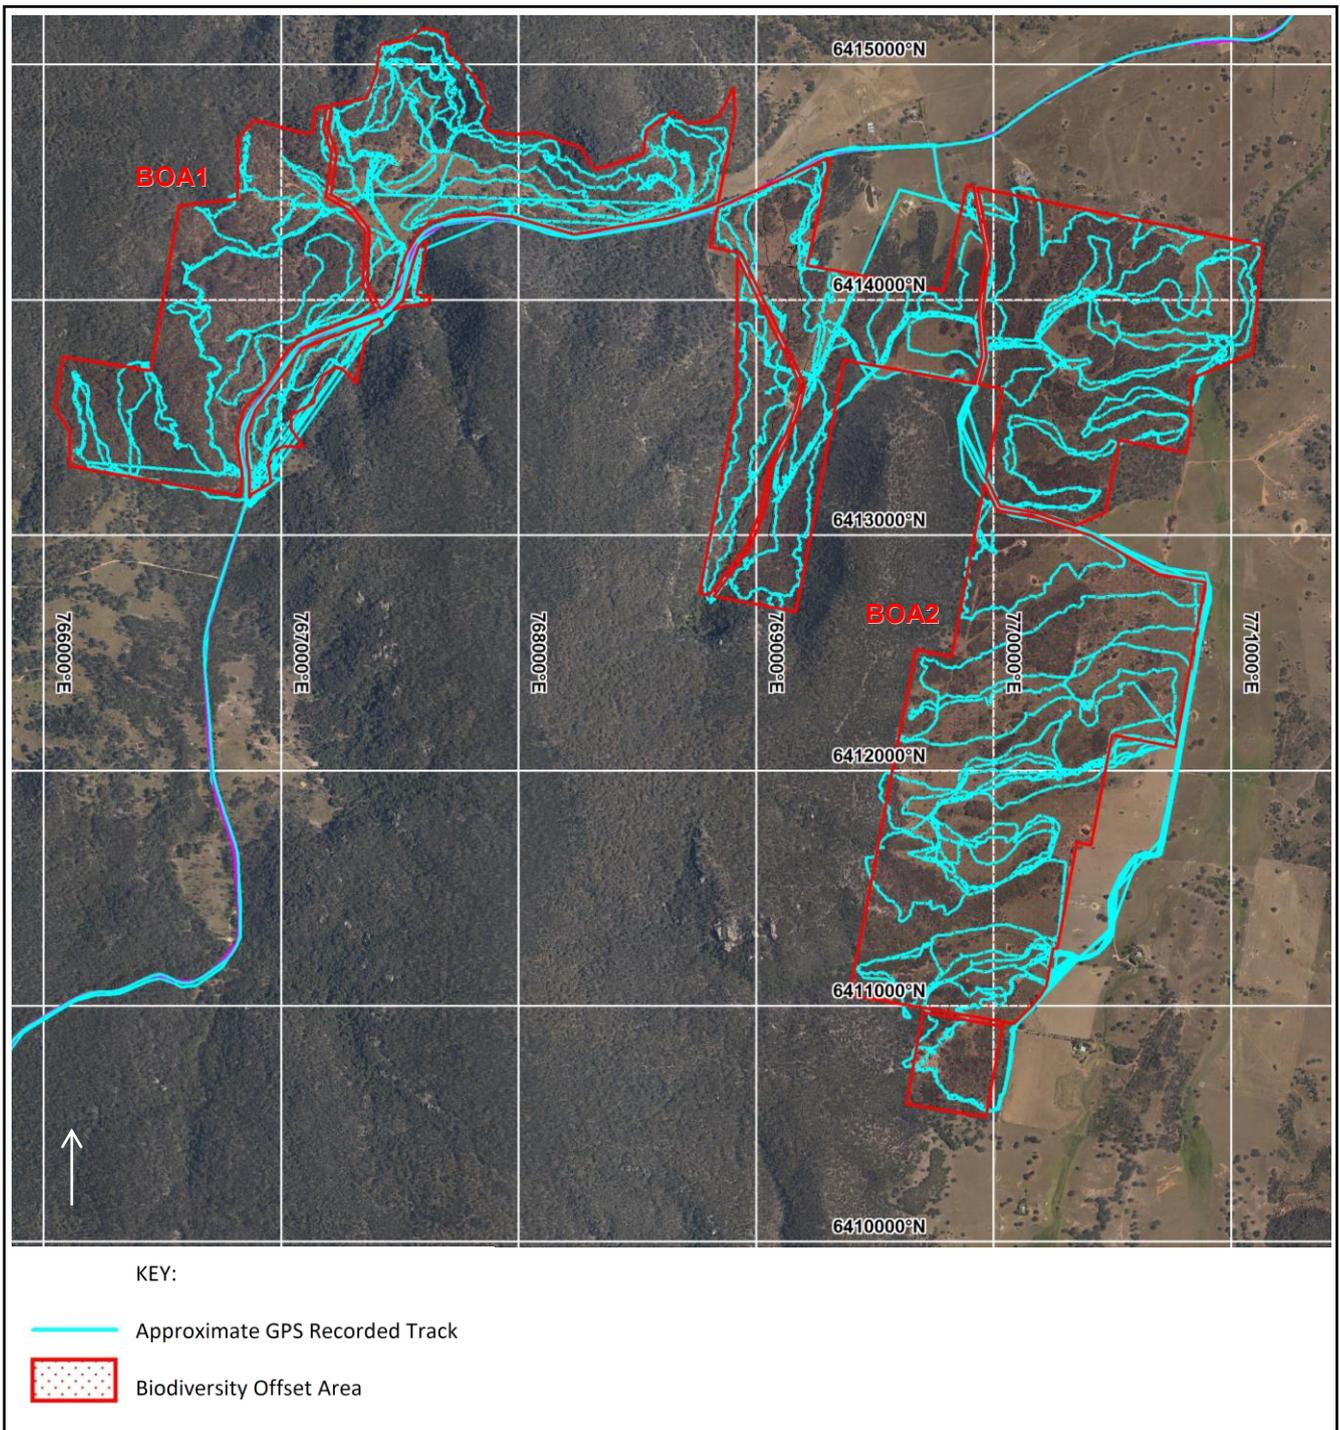 6415000°N
BOA1
6414000°N
6413000°N
BOA2
766000°E
767000°E
768000°E
769000°E
770000°E
771000°E
6412000°N
6411000°N
6410000°N
KEY:
Approximate GPS Recorded Track
Biodiversity Offset Area